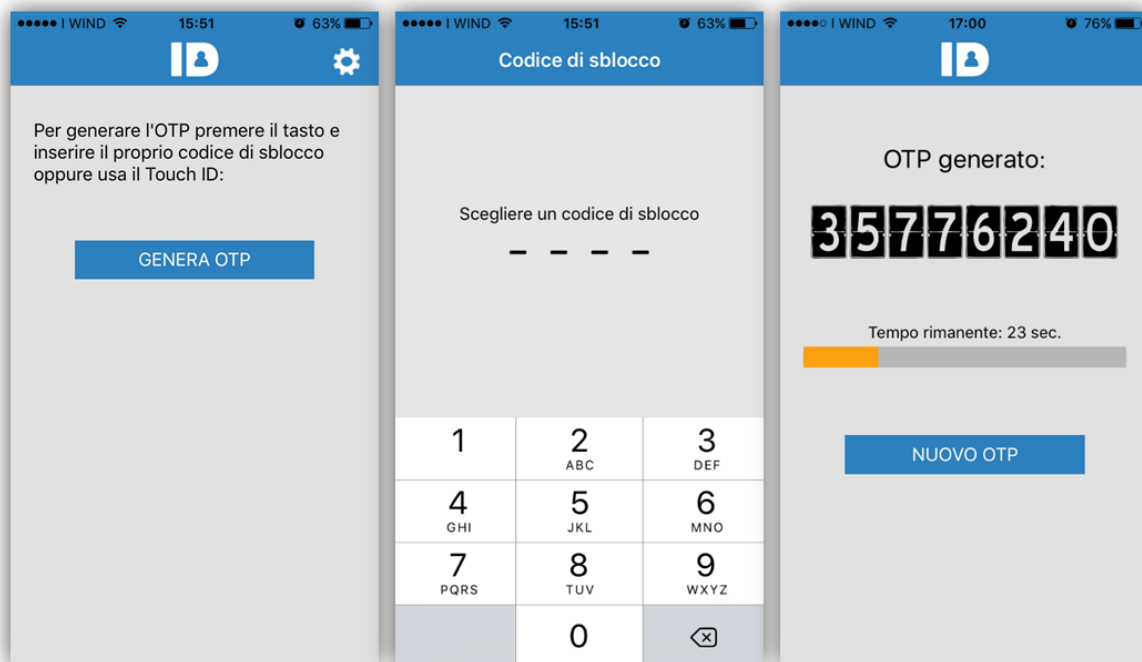 I WIND 15:51 63%
ID
Per generare l'OTP premere il tasto e
inserire il proprio codice di sblocco
oppure usa il Touch ID:
GENERA OTP
I WIND 15:51 63%
Codice di sblocco
Scegliere un codice di sblocco
1
2
ABC
3
DEF
4
GHI
5
JKL
6
MNO
7
PQRS
8
TUV
9
WXYZ
0
I WIND 17:00 76%
ID
OTP generato:
35776240
Tempo rimanente: 23 sec.
NUOVO OTP